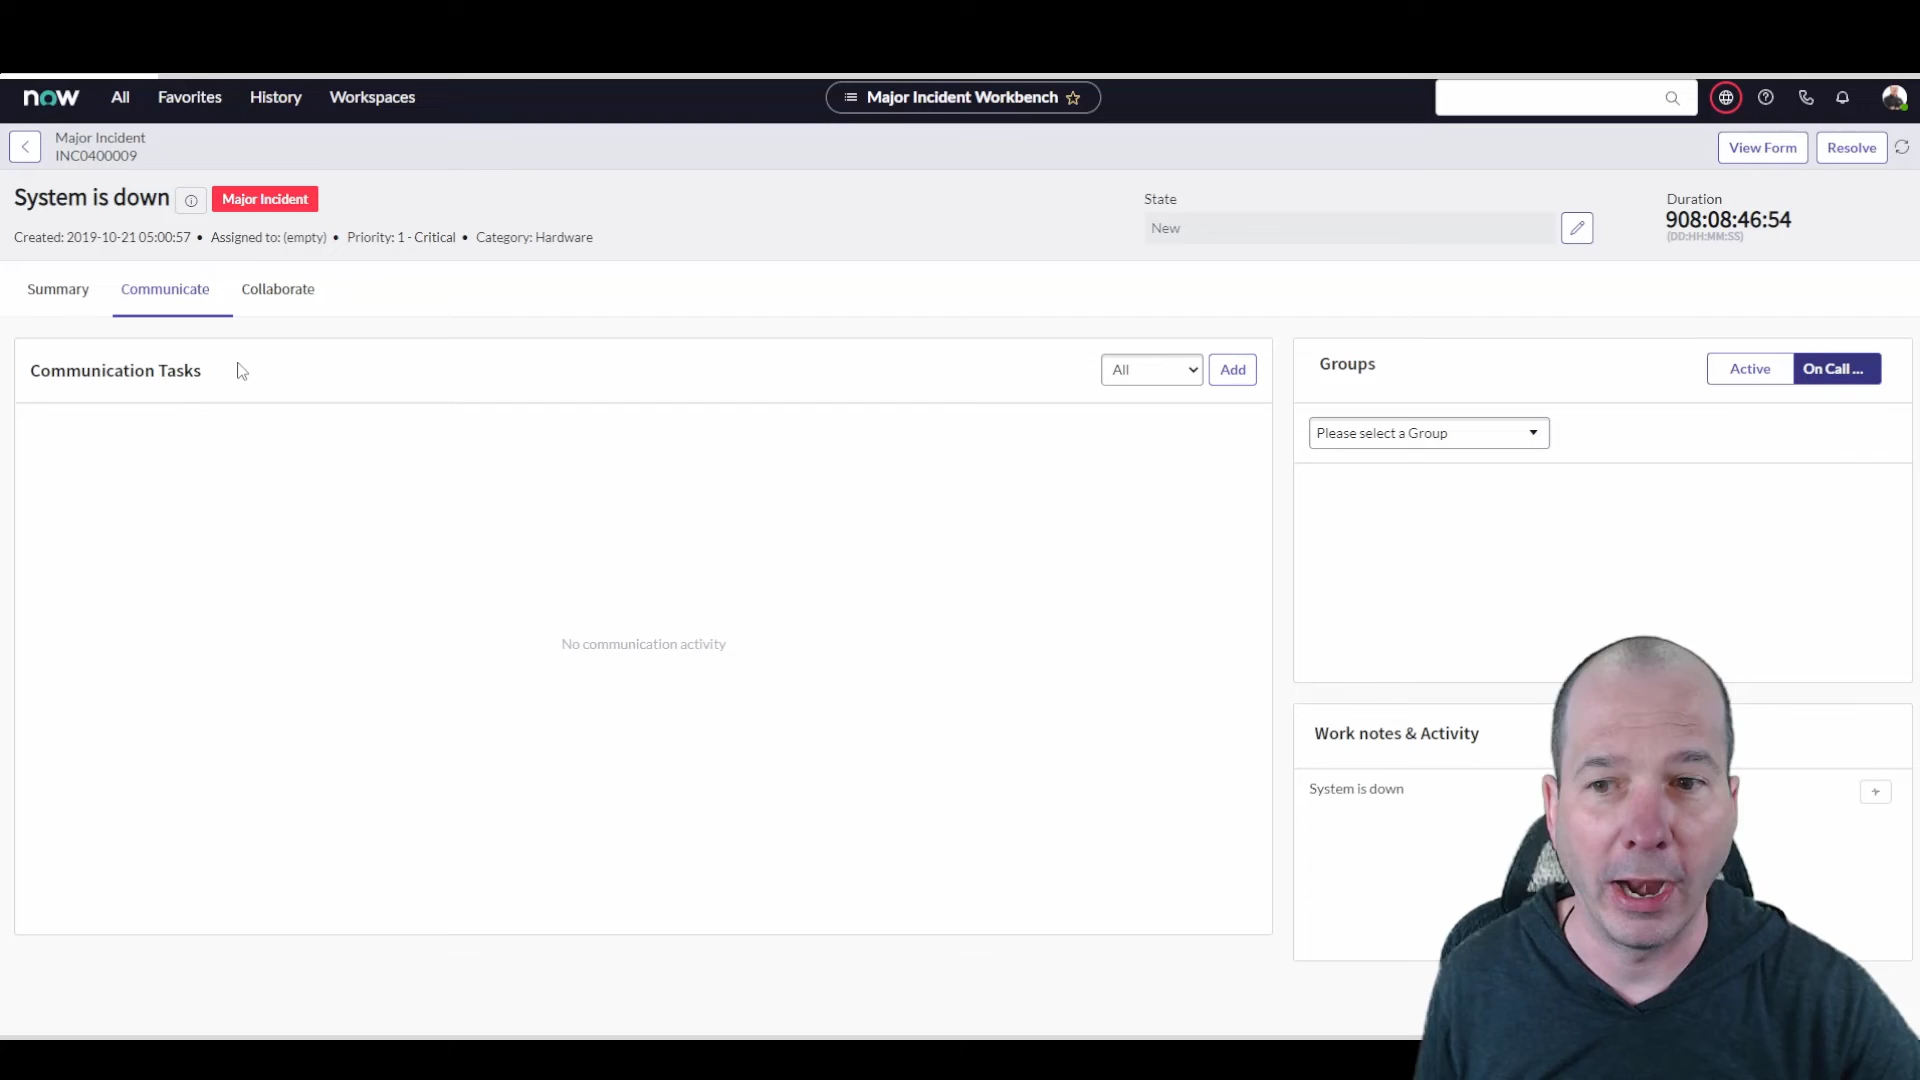 now
All
Favorites
History
Workspaces
Major Incident Workbench
Major Incident
INC0400009
View Form
Resolve
System is down
Major Incident
Created: 2019-10-21 05:00:57 • Assigned to: (empty) • Priority: 1 - Critical • Category: Hardware
State
New
Duration
908:08:46:54
(DD:HH:MM:SS)
Summary
Communicate
Collaborate
Communication Tasks
All
Add
No communication activity
Groups
Active
On Call ...
Please select a Group
Work notes & Activity
System is down